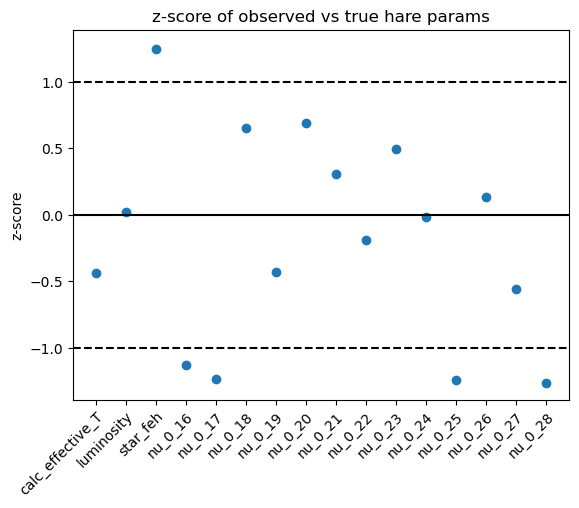 z-score of observed vs true hare params
z-score
1.0
0.5
0.0
−0.5
−1.0
calc_effective_T
luminosity
star_feh
nu_0_16
nu_0_17
nu_0_18
nu_0_19
nu_0_20
nu_0_21
nu_0_22
nu_0_23
nu_0_24
nu_0_25
nu_0_26
nu_0_27
nu_0_28